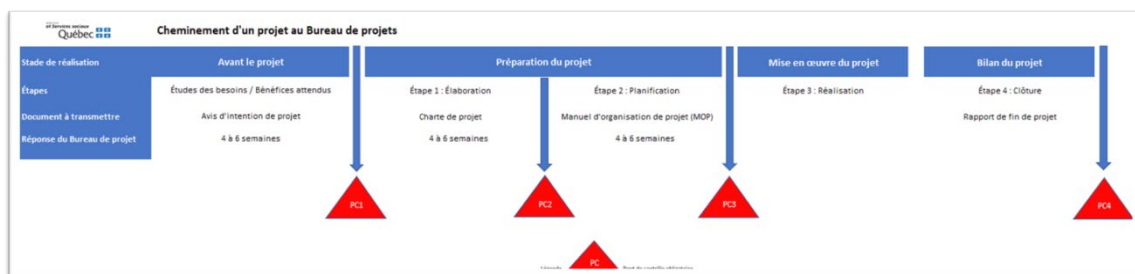 et Services sociaux
Québec
Cheminement d'un projet au Bureau de projets
Stade de réalisation
Avant le projet
Préparation du projet
Mise en œuvre du projet
Bilan du projet
Étapes
Études des besoins / Bénéfices attendus
Étape 1 : Élaboration
Étape 2 : Planification
Étape 3 : Réalisation
Étape 4 : Clôture
Document à transmettre
Avis d'intention de projet
Charte de projet
Manuel d'organisation de projet (MOP)
Rapport de fin de projet
Réponse du Bureau de projet
4 à 6 semaines
4 à 6 semaines
4 à 6 semaines
PC1
PC2
PC3
PC4
PC